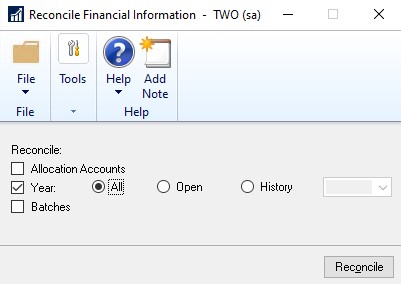 Reconcile Financial Information - TWO (sa)
File Tools Help Add Note
File Help
Reconcile:
Allocation Accounts
Year: All Open History
Batches
Reconcile